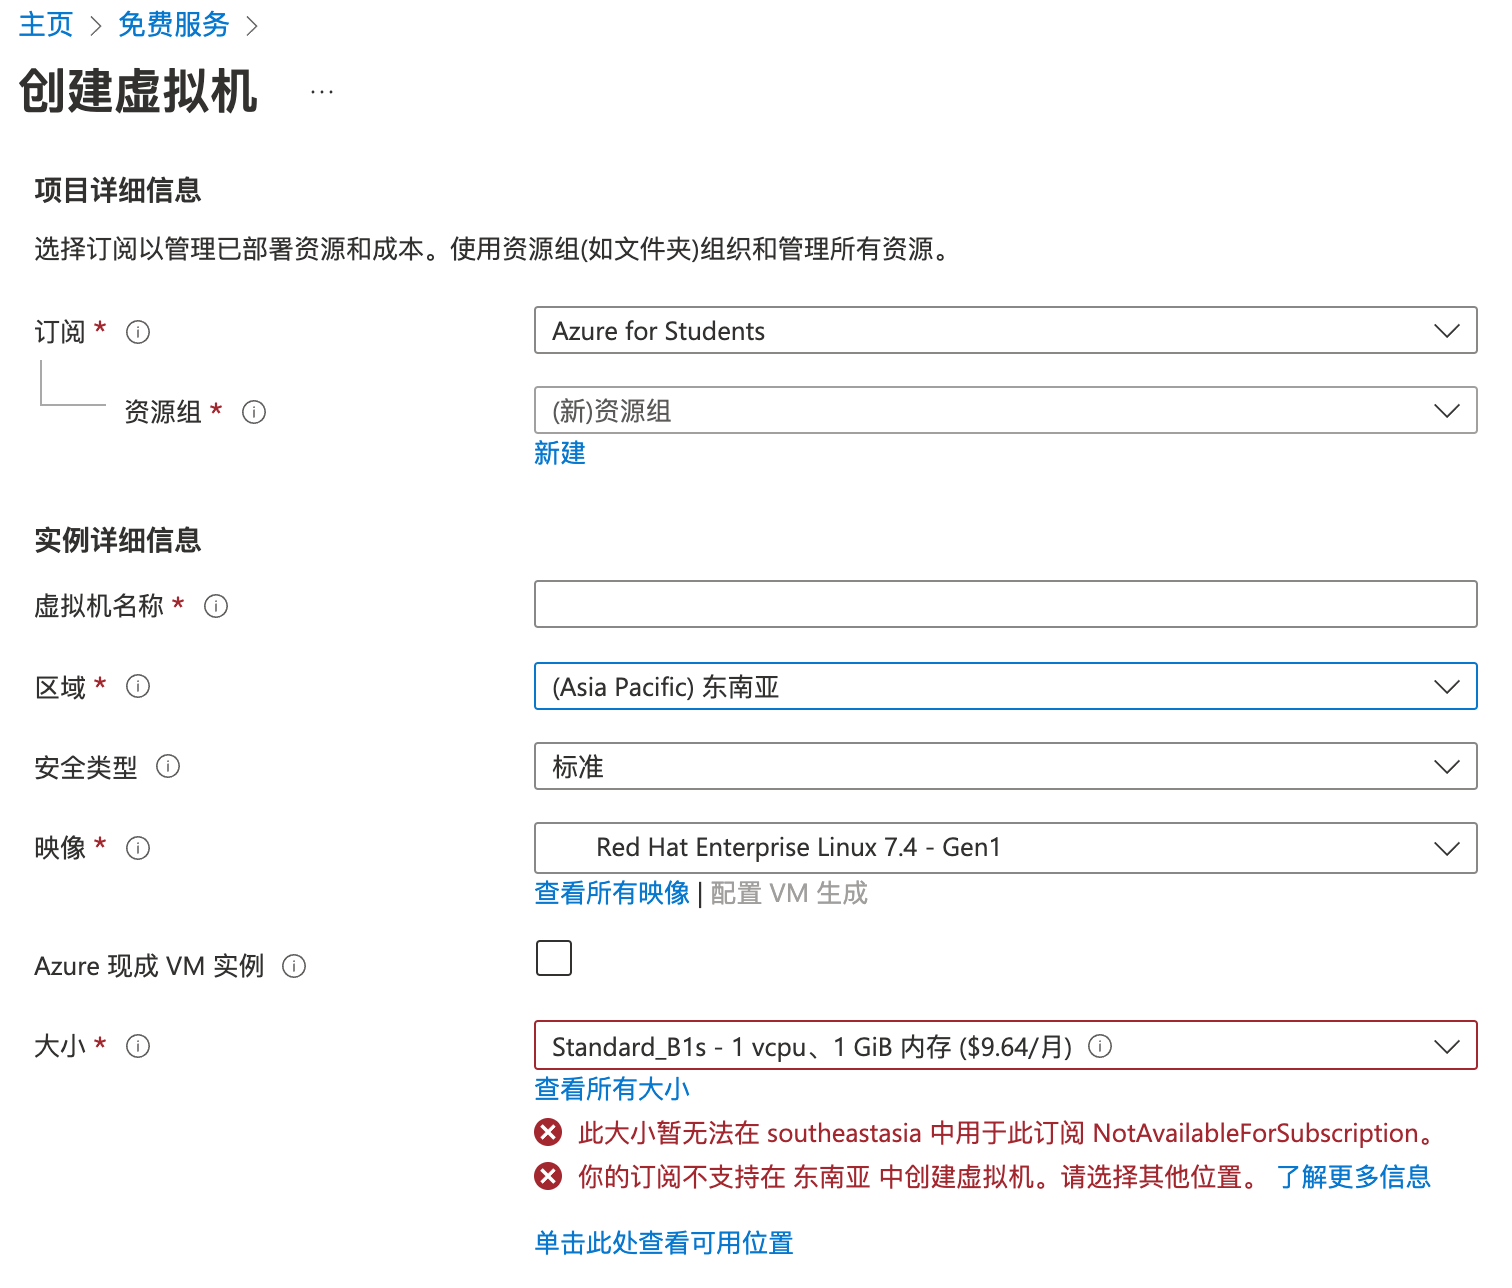 主页 > 免费服务 >
创建虚拟机 ...
项目详细信息
选择订阅以管理已部署资源和成本。使用资源组(如文件夹)组织和管理所有资源。
订阅 *
Azure for Students
资源组 *
(新)资源组
新建
实例详细信息
虚拟机名称 *
区域 *
(Asia Pacific) 东南亚
安全类型
标准
映像 *
Red Hat Enterprise Linux 7.4 - Gen1
查看所有映像 | 配置 VM 生成
Azure 现成 VM 实例
大小 *
Standard_B1s - 1 vcpu、1 GiB 内存 ($9.64/月)
查看所有大小
此大小暂无法在 southeastasia 中用于此订阅 NotAvailableForSubscription。
你的订阅不支持在 东南亚 中创建虚拟机。请选择其他位置。 了解更多信息
单击此处查看可用位置